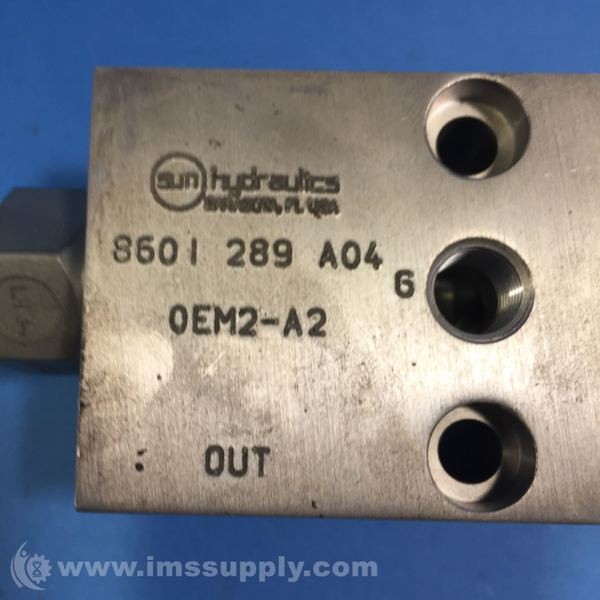 sun hydraulics
SARASOTA, FL USA
8601 289 A04
6
OEM2-A2
OUT
www.imssupply.com